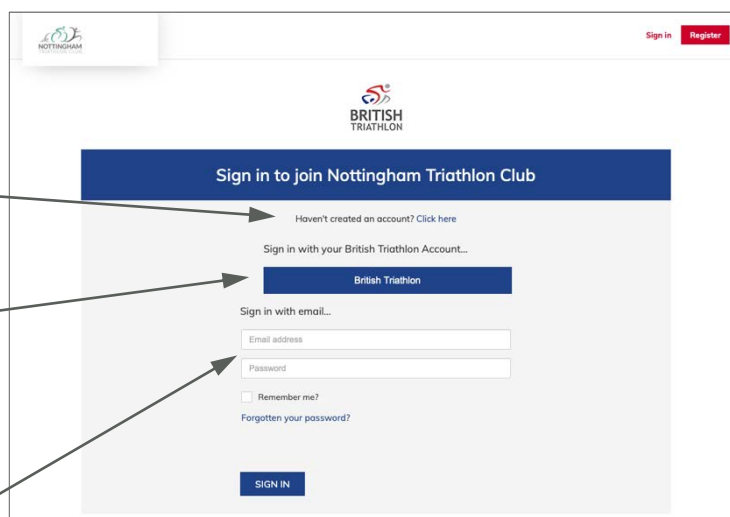 NOTTINGHAM
TRIATHLON CLUB
Sign in
Register
BRITISH
TRIATHLON
Sign in to join Nottingham Triathlon Club
Haven't created an account? Click here
Sign in with your British Triathlon Account...
British Triathlon
Sign in with email...
Email address
Password
Remember me?
Forgotten your password?
SIGN IN